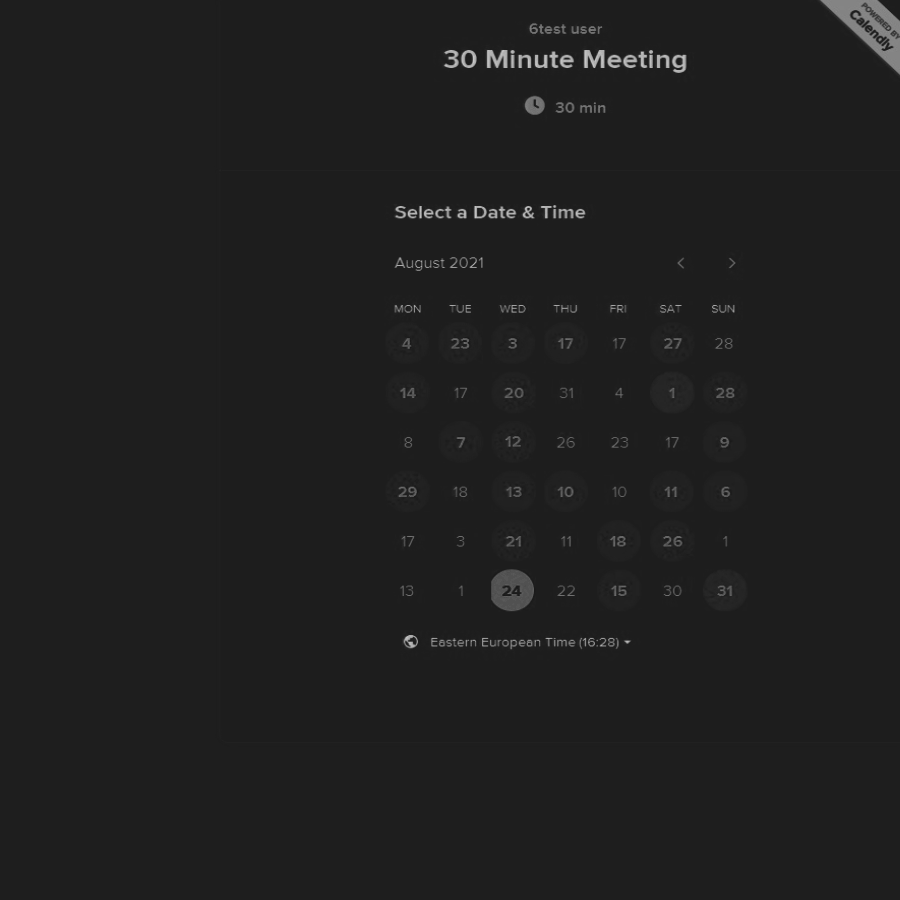 POWERED BY
Calendly
6test user
30 Minute Meeting
30 min
Select a Date & Time
August 2021
MON TUE WED THU FRI SAT SUN
4 23 3 17 17 27 28
14 17 20 31 4 1 28
8 7 12 26 23 17 9
29 18 13 10 10 11 6
17 3 21 11 18 26 1
13 1 24 22 15 30 31
Eastern European Time (16:28)